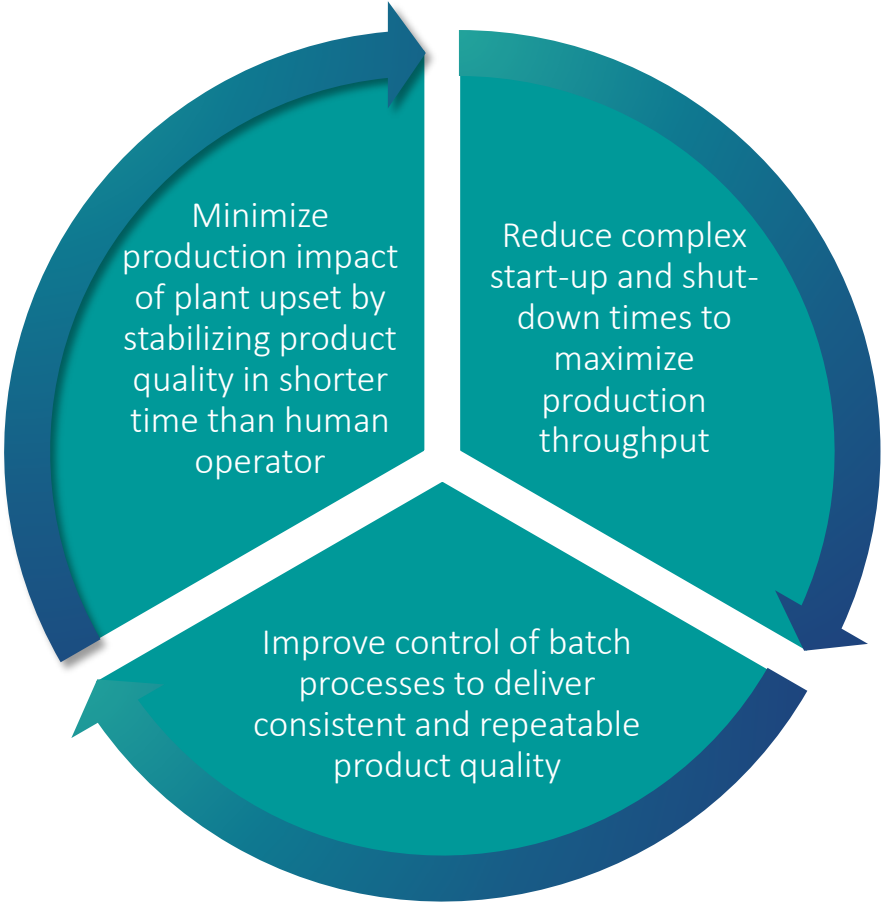 Minimize
production impact
of plant upset by
stabilizing product
quality in shorter
time than human
operator
Reduce complex
start-up and shut-
down times to
maximize
production
throughput
Improve control of batch
processes to deliver
consistent and repeatable
product quality